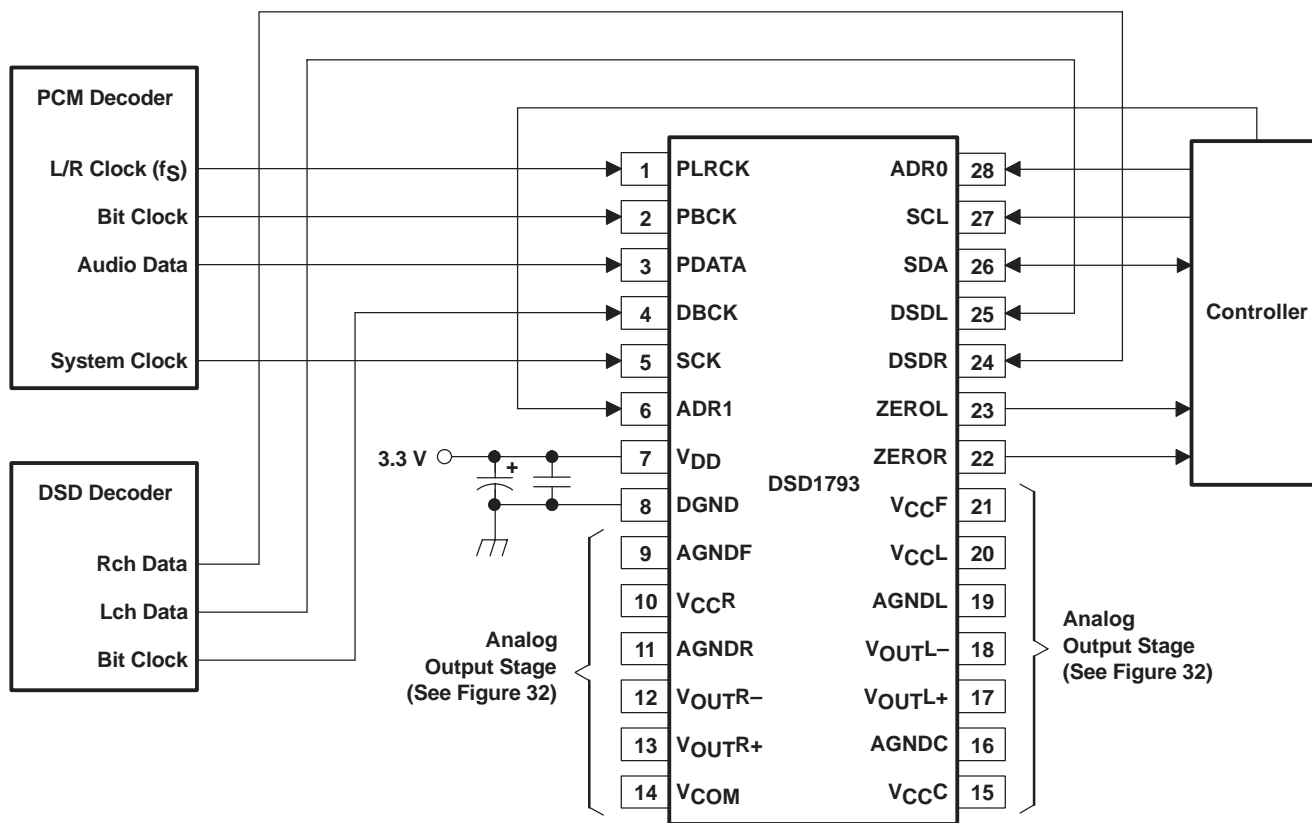 PCM Decoder
L/R Clock (fS)
Bit Clock
Audio Data
System Clock
DSD Decoder
Rch Data
Lch Data
Bit Clock
3.3 V
Analog
Output Stage
(See Figure 32)
1 PLRCK
2 PBCK
3 PDATA
4 DBCK
5 SCK
6 ADR1
7 VDD
8 DGND
9 AGNDF
10 VCCR
11 AGNDR
12 VOUTR–
13 VOUTR+
14 VCOM
+
DSD1793
ADR0 28
SCL 27
SDA 26
DSDL 25
DSDR 24
ZEROL 23
ZEROR 22
VCCF 21
VCCL 20
AGNDL 19
VOUTL– 18
VOUTL+ 17
AGNDC 16
VCCC 15
Controller
Analog
Output Stage
(See Figure 32)